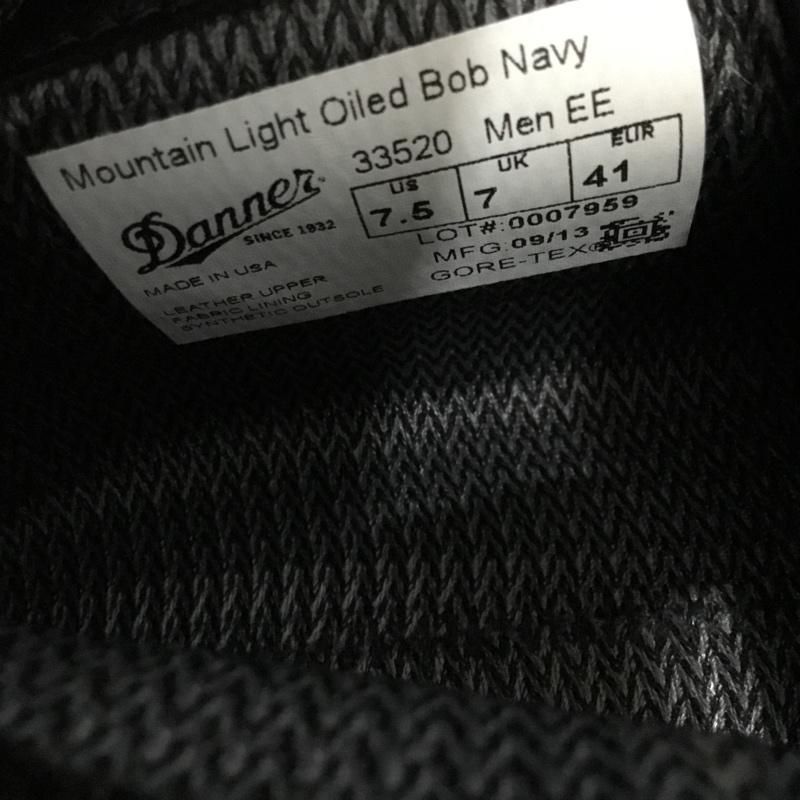 Mountain Light Oiled Bob Navy
33520 Men EE
Danner
SINCE 1932
US UK EUR
7.5 7 41
LOT#:0007959
MFG:09/13
GORE-TEX®
MADE IN USA
LEATHER UPPER
FABRIC LINING
SYNTHETIC OUTSOLE